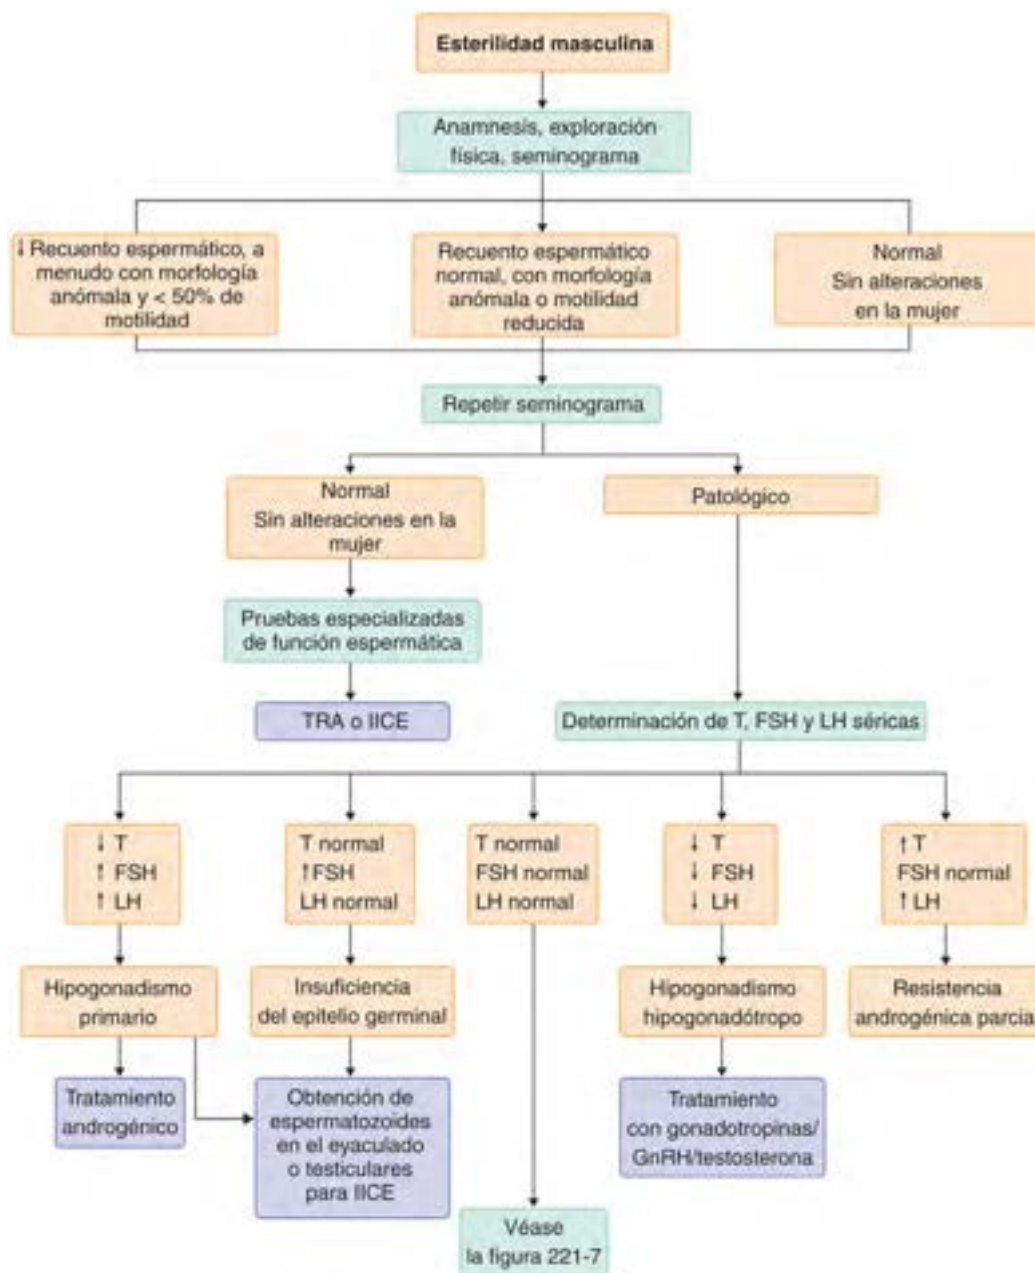 Esterilidad masculina
Anamnesis, exploración
física, seminograma
↓ Recuento espermático, a
menudo con morfología
anómala y < 50% de
motilidad
Recuento espermático
normal, con morfología
anómala o motilidad
reducida
Normal
Sin alteraciones
en la mujer
Repetir seminograma
Normal
Sin alteraciones en la
mujer
Patológico
Pruebas especializadas
de función espermática
TRA o IICE
Determinación de T, FSH y LH séricas
↓ T
↑ FSH
↑ LH
T normal
↑FSH
LH normal
T normal
FSH normal
LH normal
↓ T
↓ FSH
↓ LH
↑ T
FSH normal
↑ LH
Hipogonadismo
primario
Insuficiencia
del epitelio germinal
Hipogonadismo
hipogonadótropo
Resistencia
androgénica parcia
Tratamiento
androgénico
Obtención de
espermatozoides
en el eyaculado
o testiculares
para IICE
Tratamiento
con gonadotropinas/
GnRH/testosterona
Véase
la figura 221-7